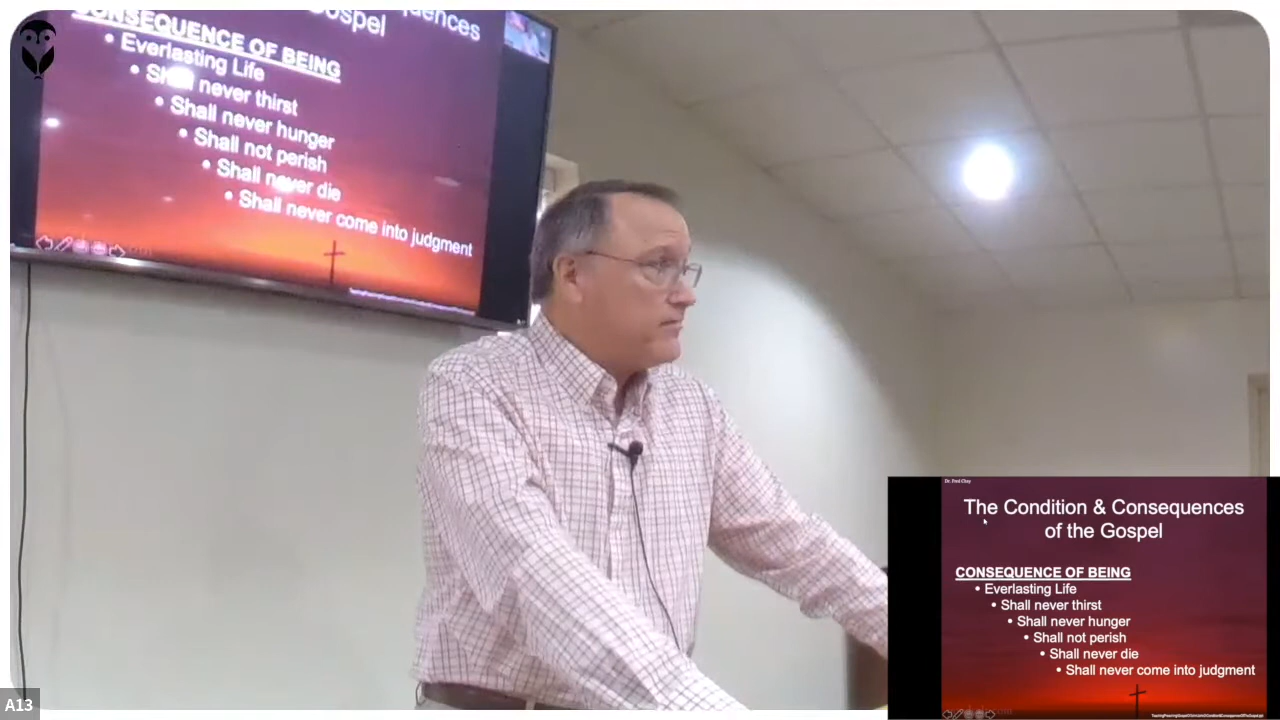 uences
ospel
CONSEQUENCE OF BEING
• Everlasting Life
• Shall never thirst
• Shall never hunger
• Shall not perish
• Shall never die
• Shall never come into judgment
A13
Dr. Fred Chay
The Condition & Consequences
of the Gospel
CONSEQUENCE OF BEING
• Everlasting Life
• Shall never thirst
• Shall never hunger
• Shall not perish
• Shall never die
• Shall never come into judgment